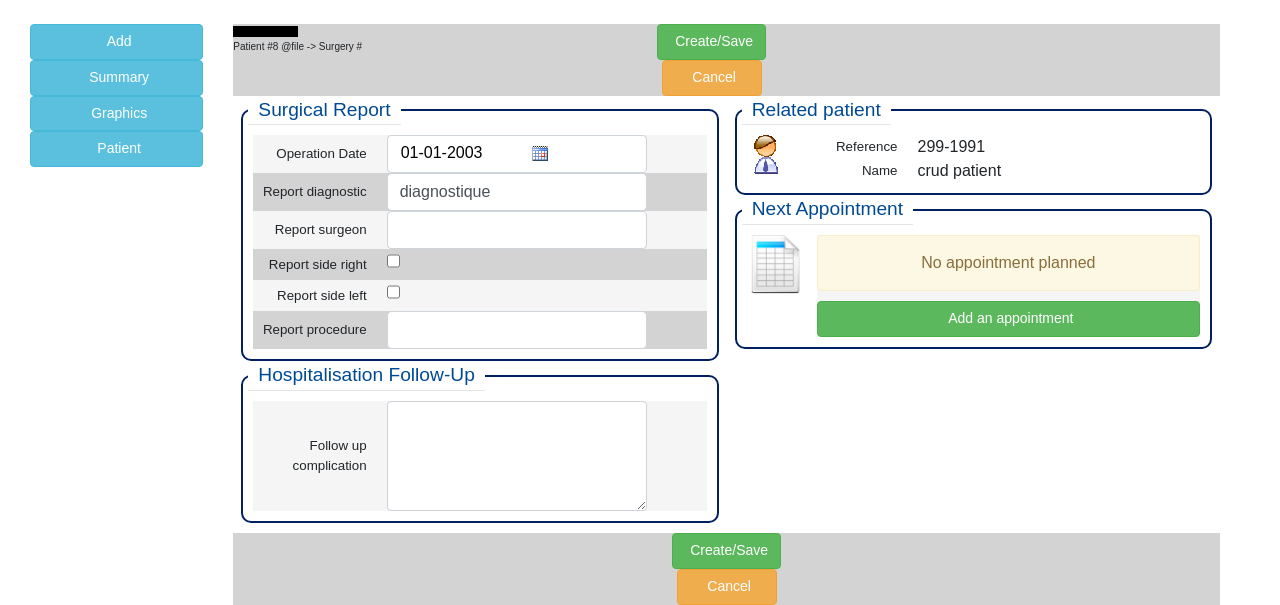 Add
Summary
Graphics
Patient
Patient #8 @file -> Surgery #
Create/Save
Cancel
Surgical Report
Operation Date 01-01-2003
Report diagnostic diagnostique
Report surgeon
Report side right
Report side left
Report procedure
Hospitalisation Follow-Up
Follow up
complication
Related patient
Reference 299-1991
Name crud patient
Next Appointment
No appointment planned
Add an appointment
Create/Save
Cancel